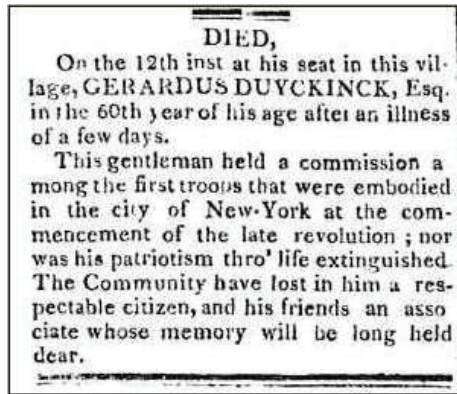 DIED,
On the 12th inst at his seat in this vil-
lage, GERARDUS DUYCKINCK, Esq.
in the 60th year of his age after an illness
of a few days.
This gentleman held a commission a
mong the first troops that were embodied
in the city of New-York at the com-
mencement of the late revolution ; nor
was his patriotism thro' life extinguished.
The Community have lost in him a res-
pectable citizen, and his friends an asso
ciate whose memory will be long held
dear.